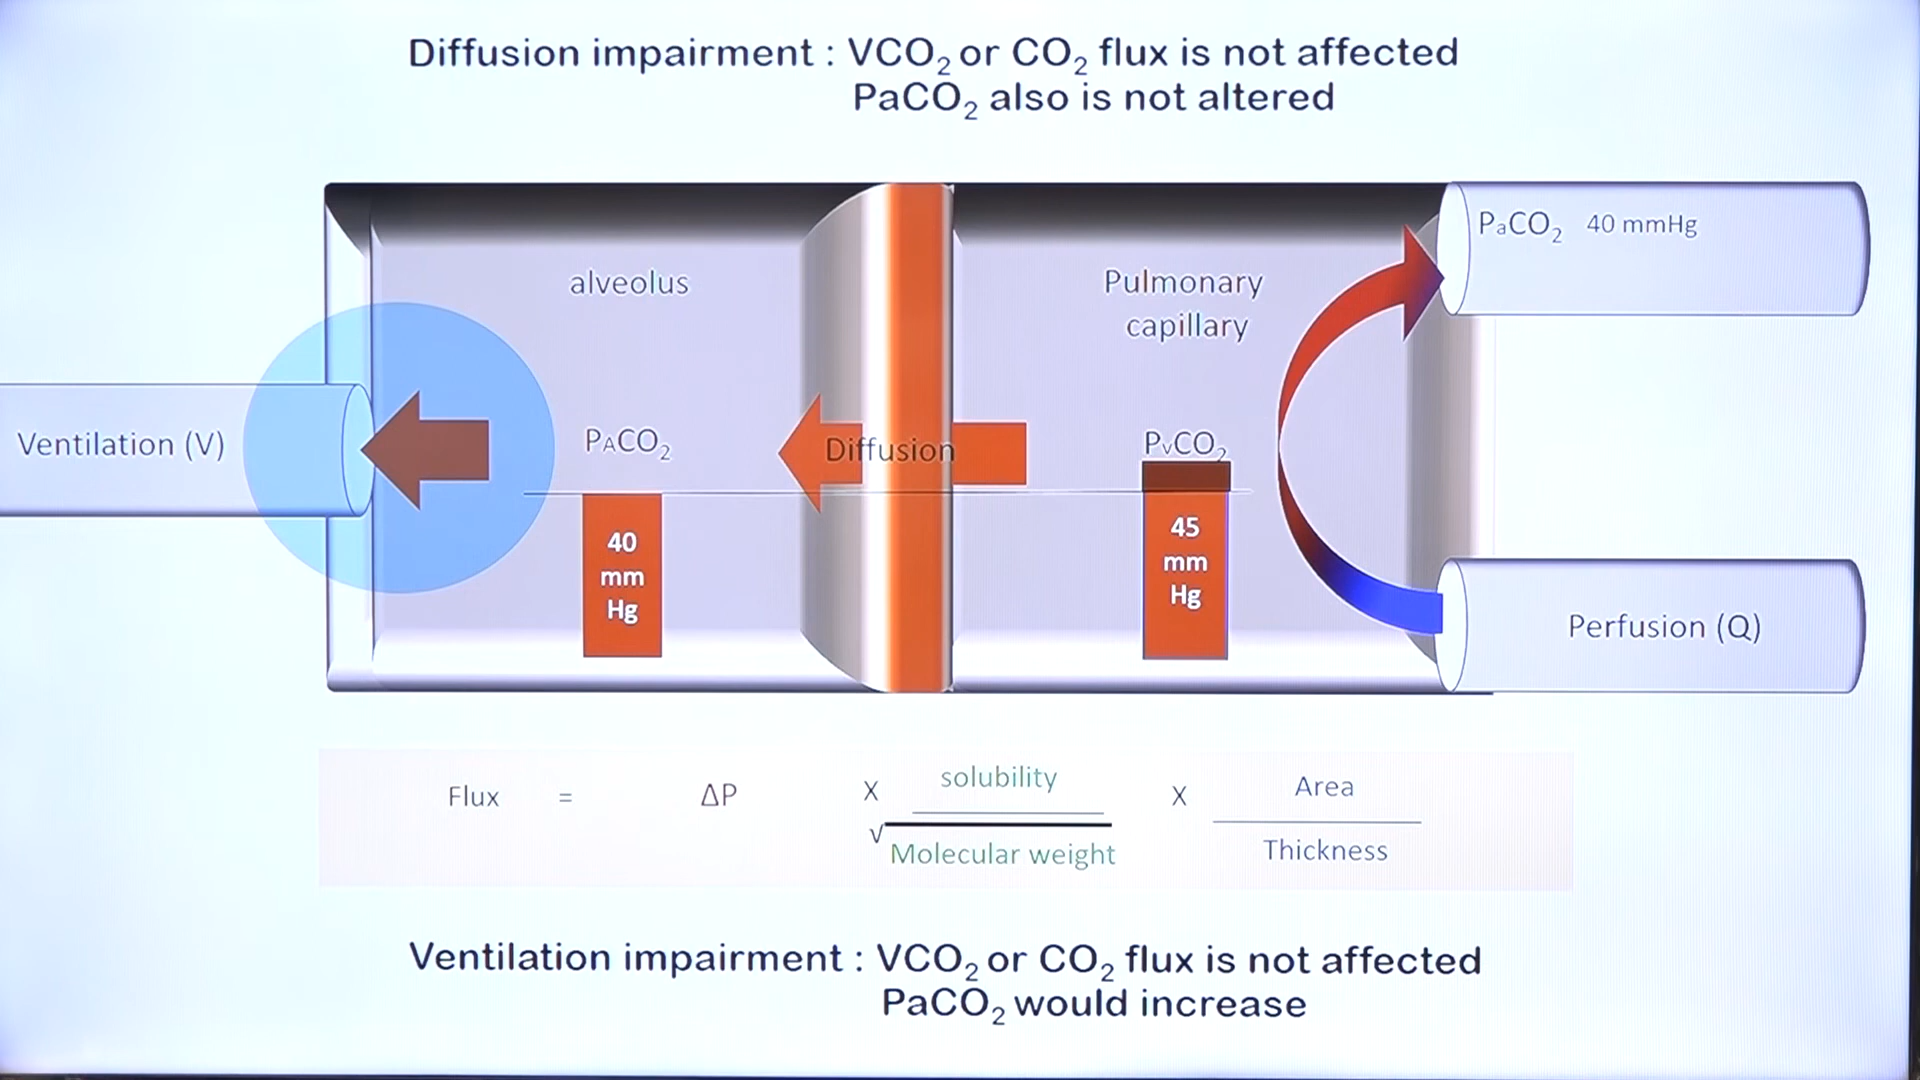 Diffusion impairment : VCO₂ or CO₂ flux is not affected
PaCO₂ also is not altered
PaCO₂ 40 mmHg
alveolus
Pulmonary
capillary
Ventilation (V)
PACO₂
Diffusion
PvCO₂
40
mm
Hg
45
mm
Hg
Perfusion (Q)
Flux = ΔP X solubility X Area
√ Molecular weight Thickness
Ventilation impairment : VCO₂ or CO₂ flux is not affected
PaCO₂ would increase